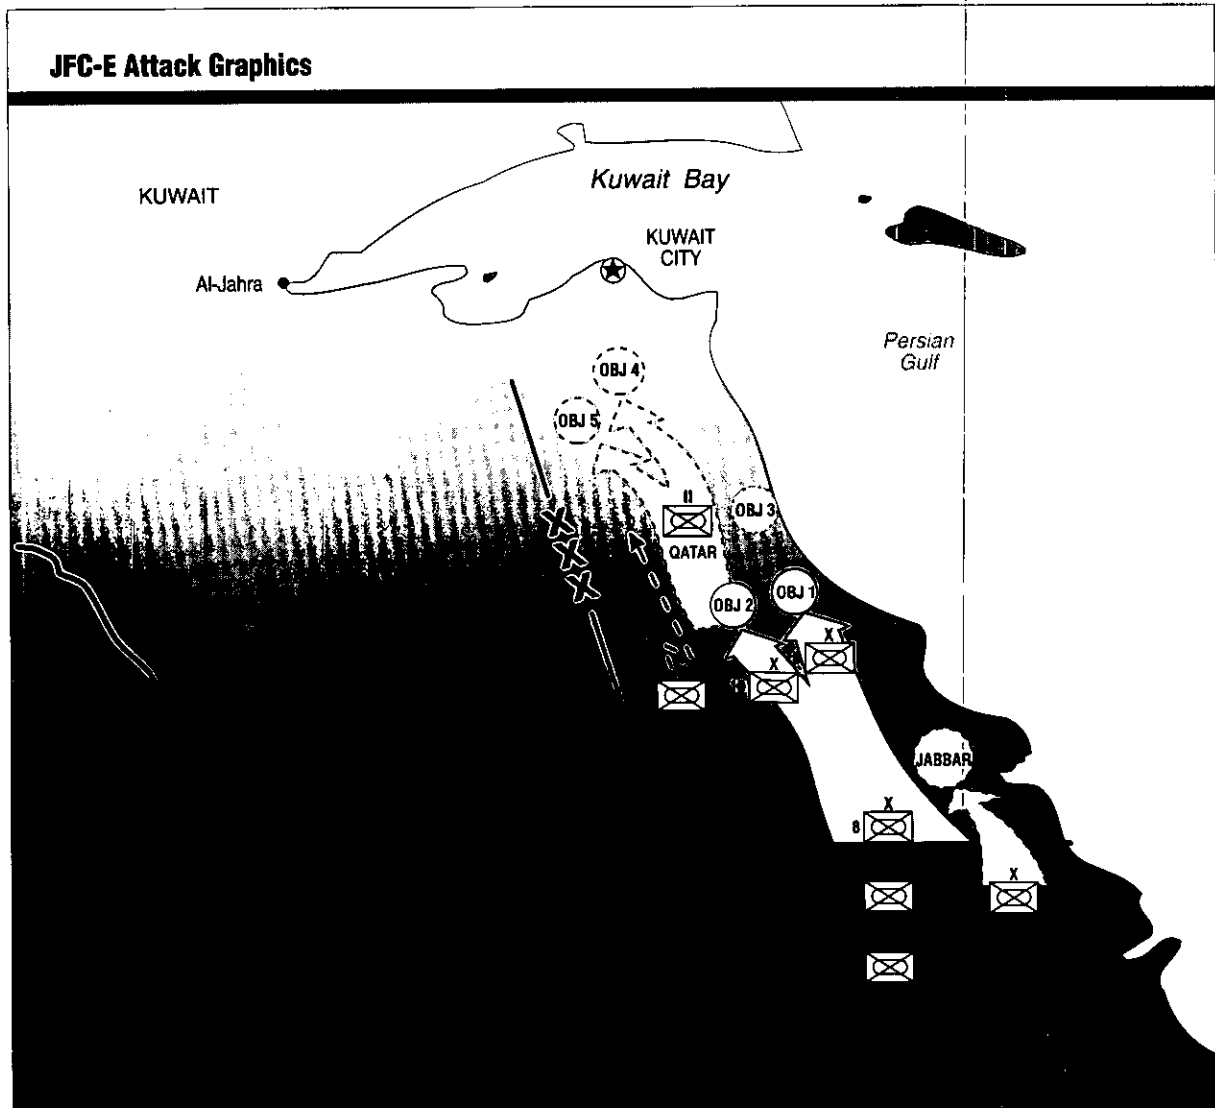 JFC-E Attack Graphics
Kuwait Bay
KUWAIT
KUWAIT
CITY
Al-Jahra
Persian
Gulf
OBJ 4
OBJ 5
II
OBJ 3
QATAR
X
X
X
OBJ 2
OBJ 1
X
X
JABBAR
X
8
X